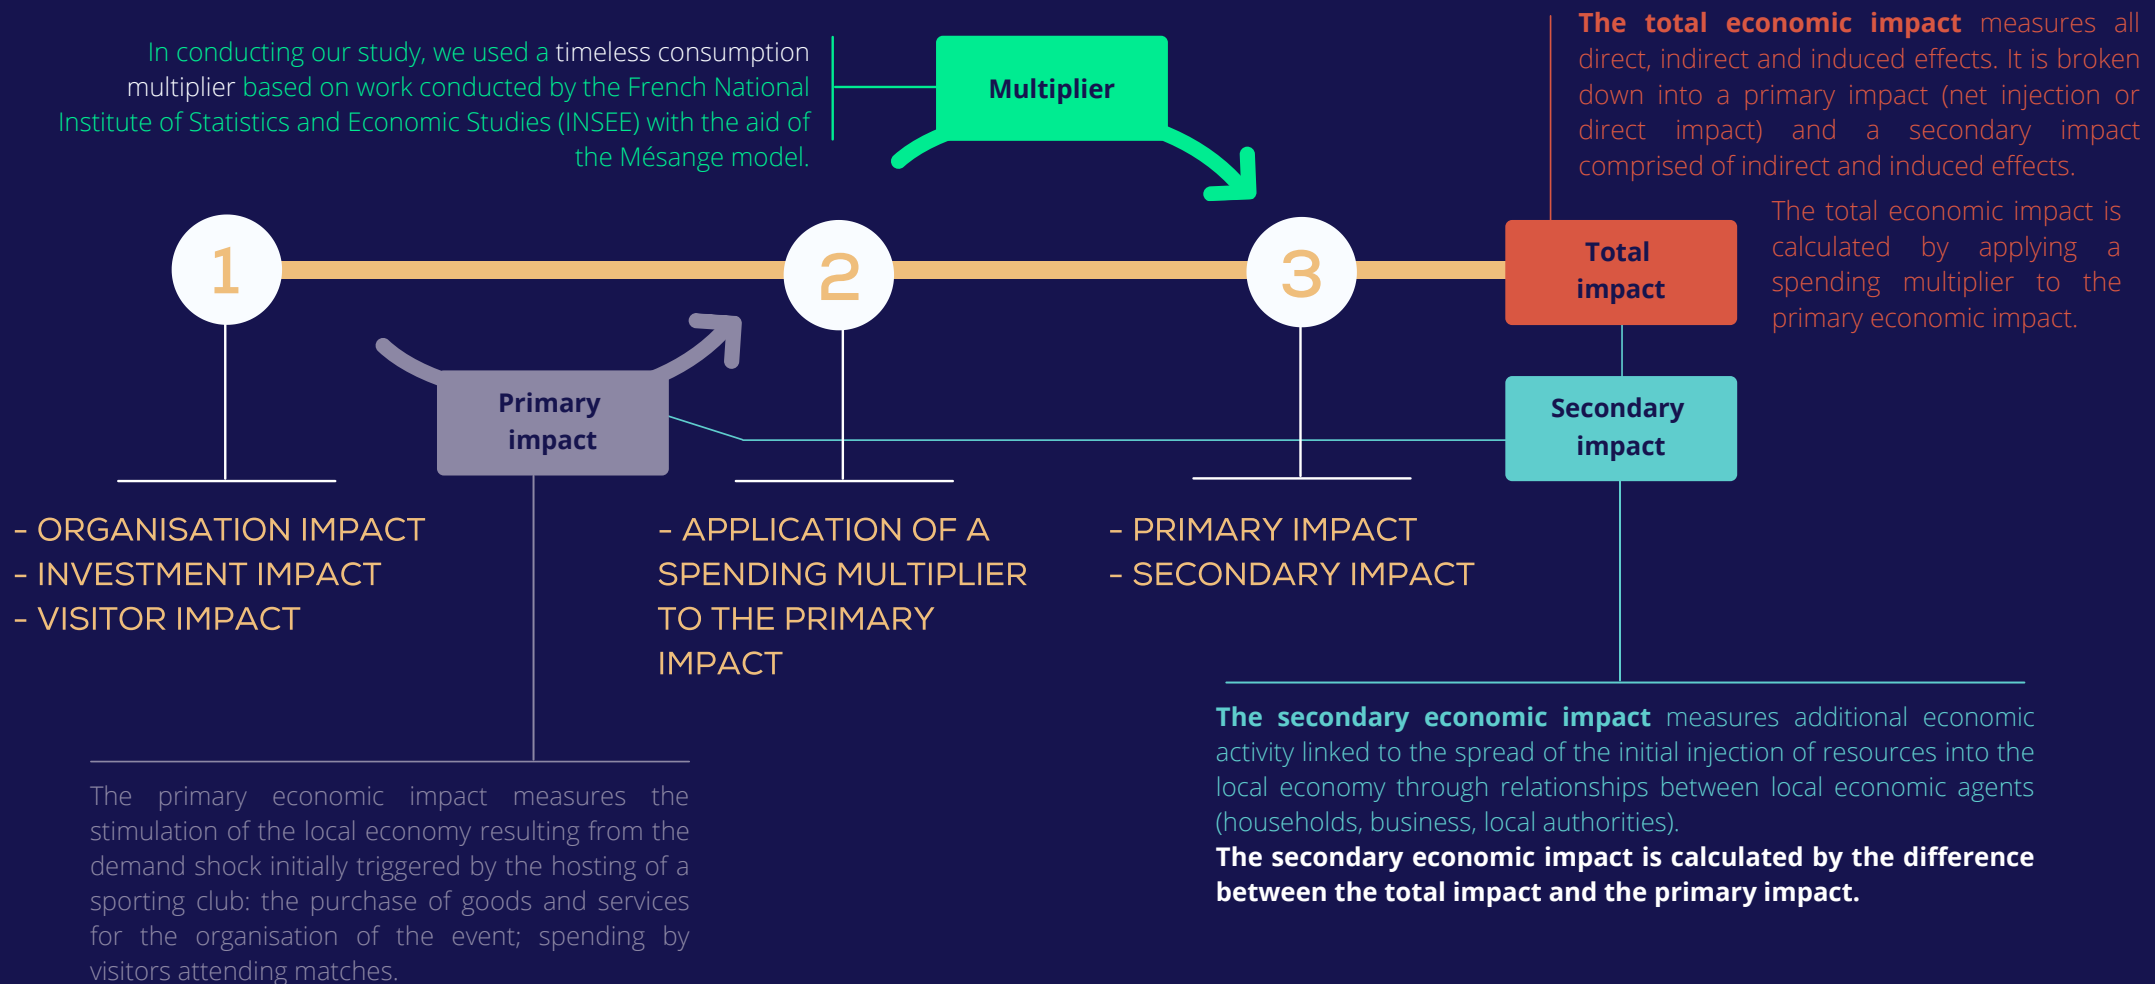 In conducting our study, we used a timeless consumption
multiplier based on work conducted by the French National
Institute of Statistics and Economic Studies (INSEE) with the aid of
the Mésange model.
Multiplier
The total economic impact measures all
direct, indirect and induced effects. It is broken
down into a primary impact (net injection or
direct impact) and a secondary impact
comprised of indirect and induced effects.
The total economic impact is
calculated by applying a
spending multiplier to the
primary economic impact.
1
2
3
Total
impact
Primary
impact
Secondary
impact
- ORGANISATION IMPACT
- INVESTMENT IMPACT
- VISITOR IMPACT
- APPLICATION OF A
SPENDING MULTIPLIER
TO THE PRIMARY
IMPACT
- PRIMARY IMPACT
- SECONDARY IMPACT
The primary economic impact measures the
stimulation of the local economy resulting from the
demand shock initially triggered by the hosting of a
sporting club: the purchase of goods and services
for the organisation of the event; spending by
visitors attending matches.
The secondary economic impact measures additional economic
activity linked to the spread of the initial injection of resources into the
local economy through relationships between local economic agents
(households, business, local authorities).
The secondary economic impact is calculated by the difference
between the total impact and the primary impact.